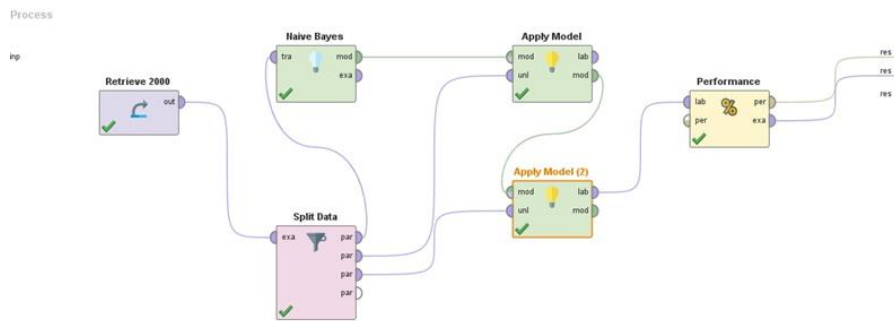 Process
inp
Retrieve 2000
out
Naive Bayes
tra
mod
exa
Split Data
exa
par
par
par
par
Apply Model
mod
lab
unl
mod
Apply Model (2)
mod
lab
unl
mod
Performance
lab
per
%
per
exa
res
res
res